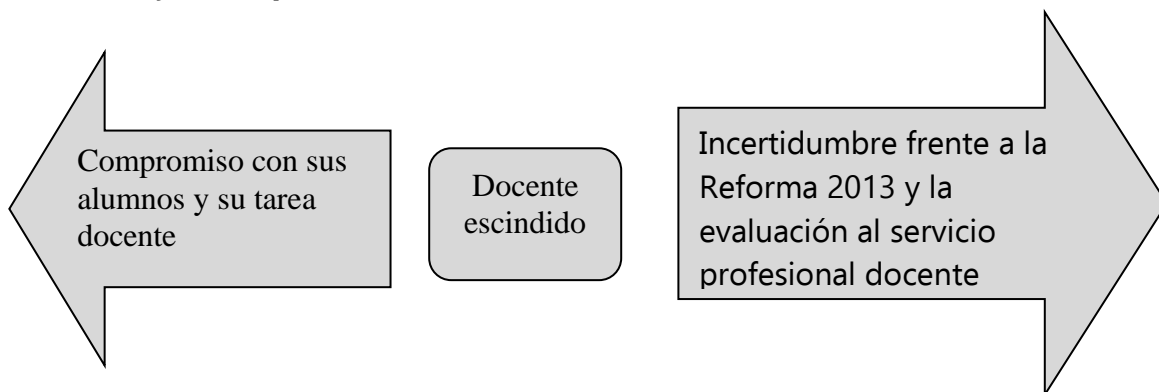 Compromiso con sus
alumnos y su tarea
docente
Docente
escindido
Incertidumbre frente a la
Reforma 2013 y la
evaluación al servicio
profesional docente